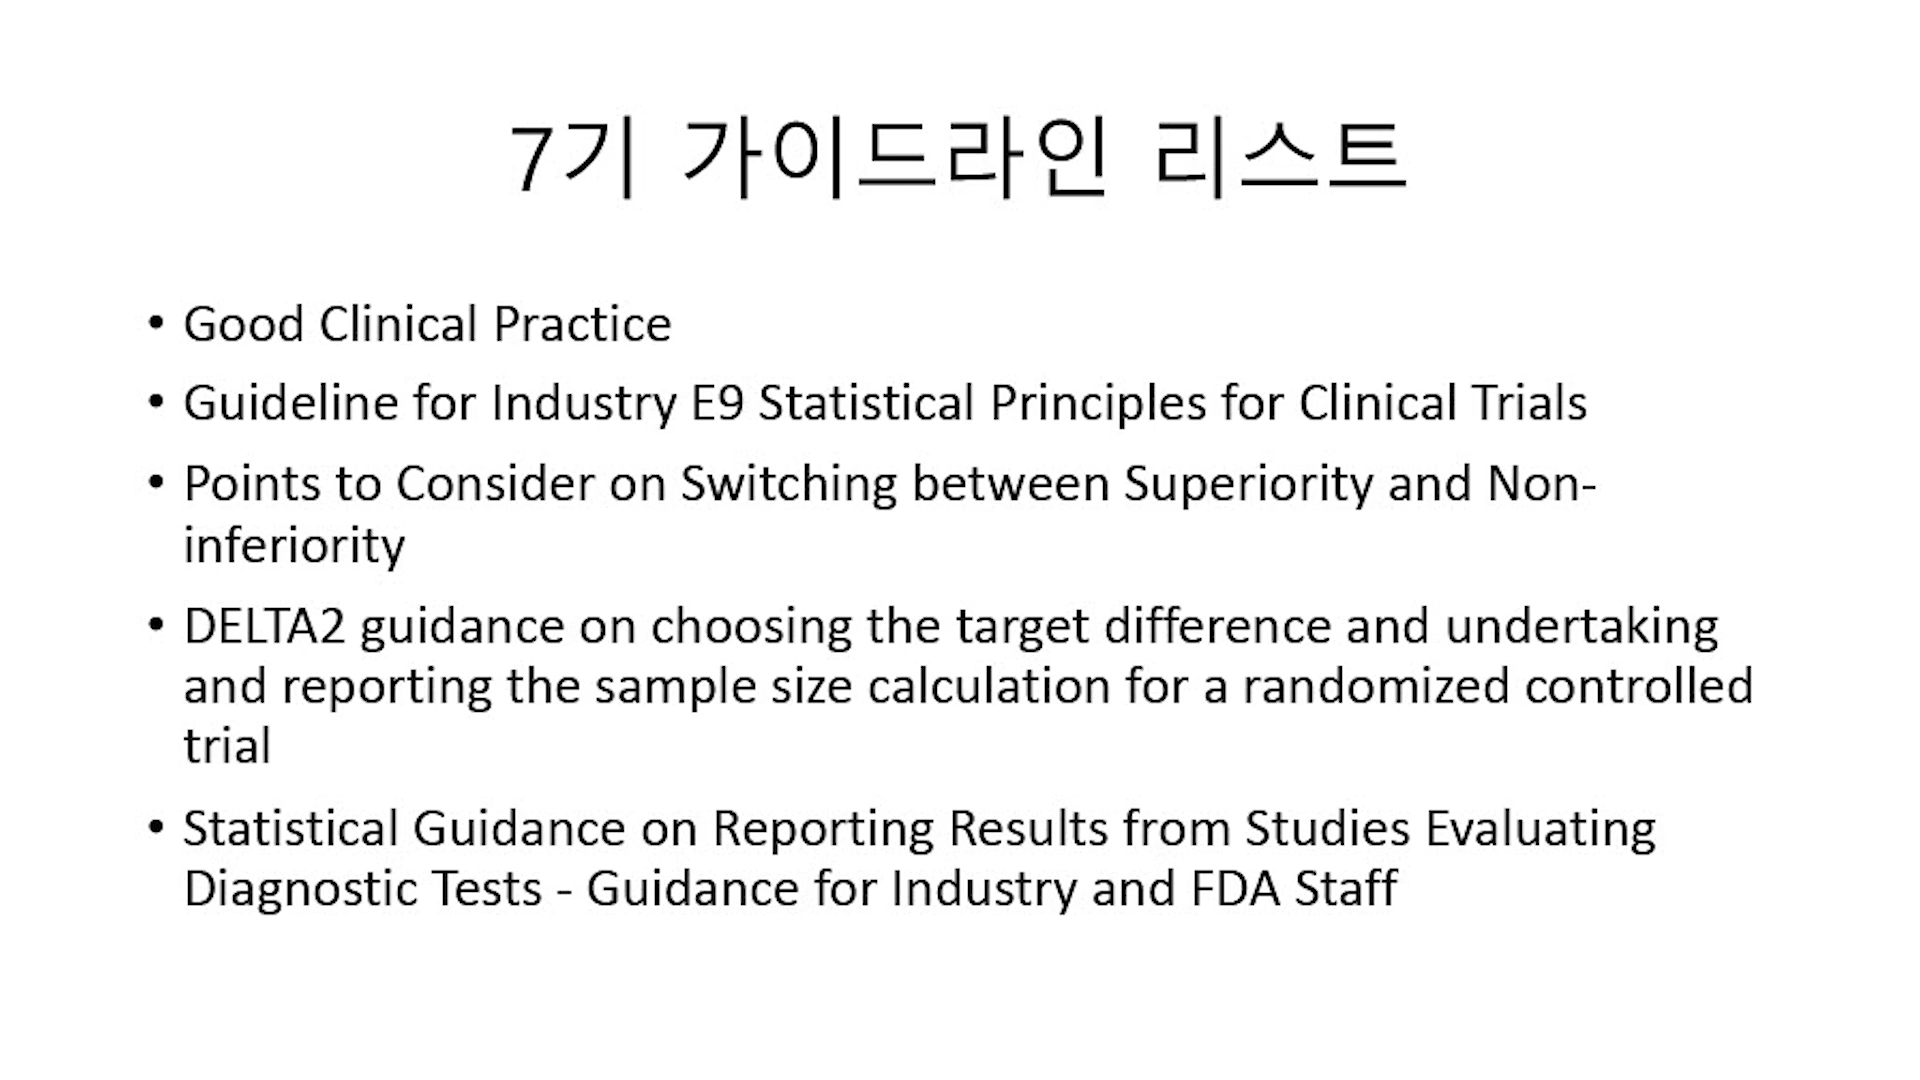 7기 가이드라인 리스트
• Good Clinical Practice
• Guideline for Industry E9 Statistical Principles for Clinical Trials
• Points to Consider on Switching between Superiority and Non-
inferiority
• DELTA2 guidance on choosing the target difference and undertaking
and reporting the sample size calculation for a randomized controlled
trial
• Statistical Guidance on Reporting Results from Studies Evaluating
Diagnostic Tests - Guidance for Industry and FDA Staff